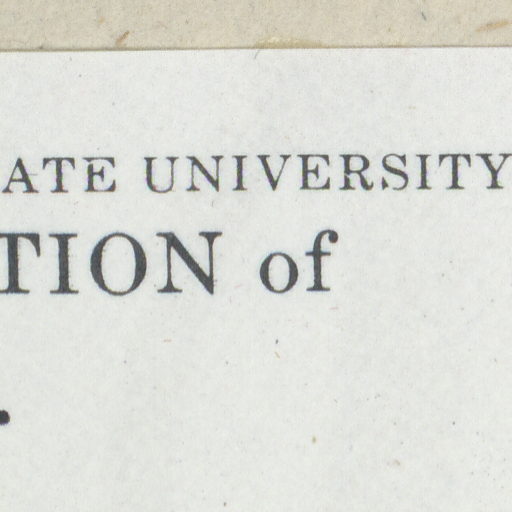 ATE UNIVERSITY
TION of
.